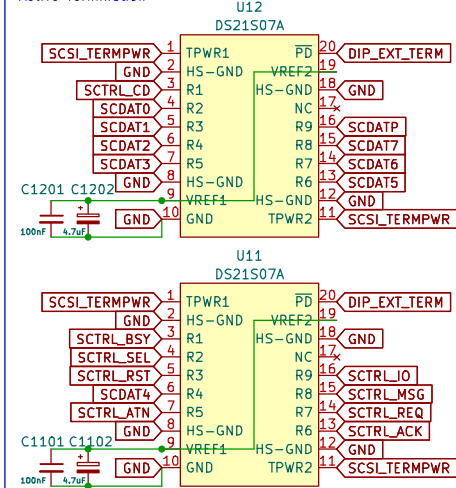 U12
DS21S07A
SCSI_TERMPWR 1 TPWR1 PD 20 DIP_EXT_TERM
GND 2 HS-GND VREF2 19
SCTRL_CD 3 R1 HS-GND 18 GND
SCDAT0 4 R2 NC 17
SCDAT1 5 R3 R9 16 SCDATP
SCDAT2 6 R4 R8 15 SCDAT7
SCDAT3 7 R5 R7 14 SCDAT6
GND 8 HS-GND R6 13 SCDAT5
C1201 C1202 9 VREF1 HS-GND 12 GND
GND 10 GND TPWR2 11 SCSI_TERMPWR
100nF + 4.7uF
U11
DS21S07A
SCSI_TERMPWR 1 TPWR1 PD 20 DIP_EXT_TERM
GND 2 HS-GND VREF2 19
SCTRL_BSY 3 R1 HS-GND 18 GND
SCTRL_SEL 4 R2 NC 17
SCTRL_RST 5 R3 R9 16 SCTRL_IO
SCDAT4 6 R4 R8 15 SCTRL_MSG
SCTRL_ATN 7 R5 R7 14 SCTRL_REQ
GND 8 HS-GND R6 13 SCTRL_ACK
C1101 C1102 9 VREF1 HS-GND 12 GND
GND 10 GND TPWR2 11 SCSI_TERMPWR
100nF + 4.7uF